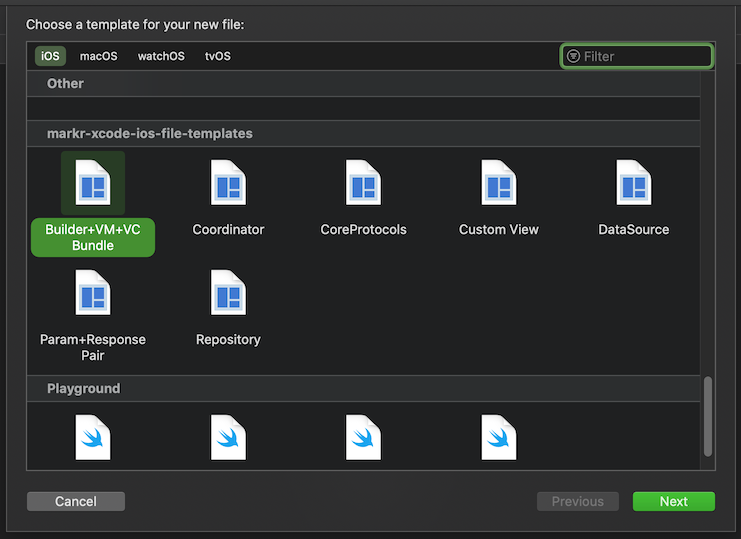 Choose a template for your new file:
iOS macOS watchOS tvOS Filter
Other
markr-xcode-ios-file-templates
Builder+VM+VC
Bundle
Coordinator
CoreProtocols
Custom View
DataSource
Param+Response
Pair
Repository
Playground
Cancel Previous Next